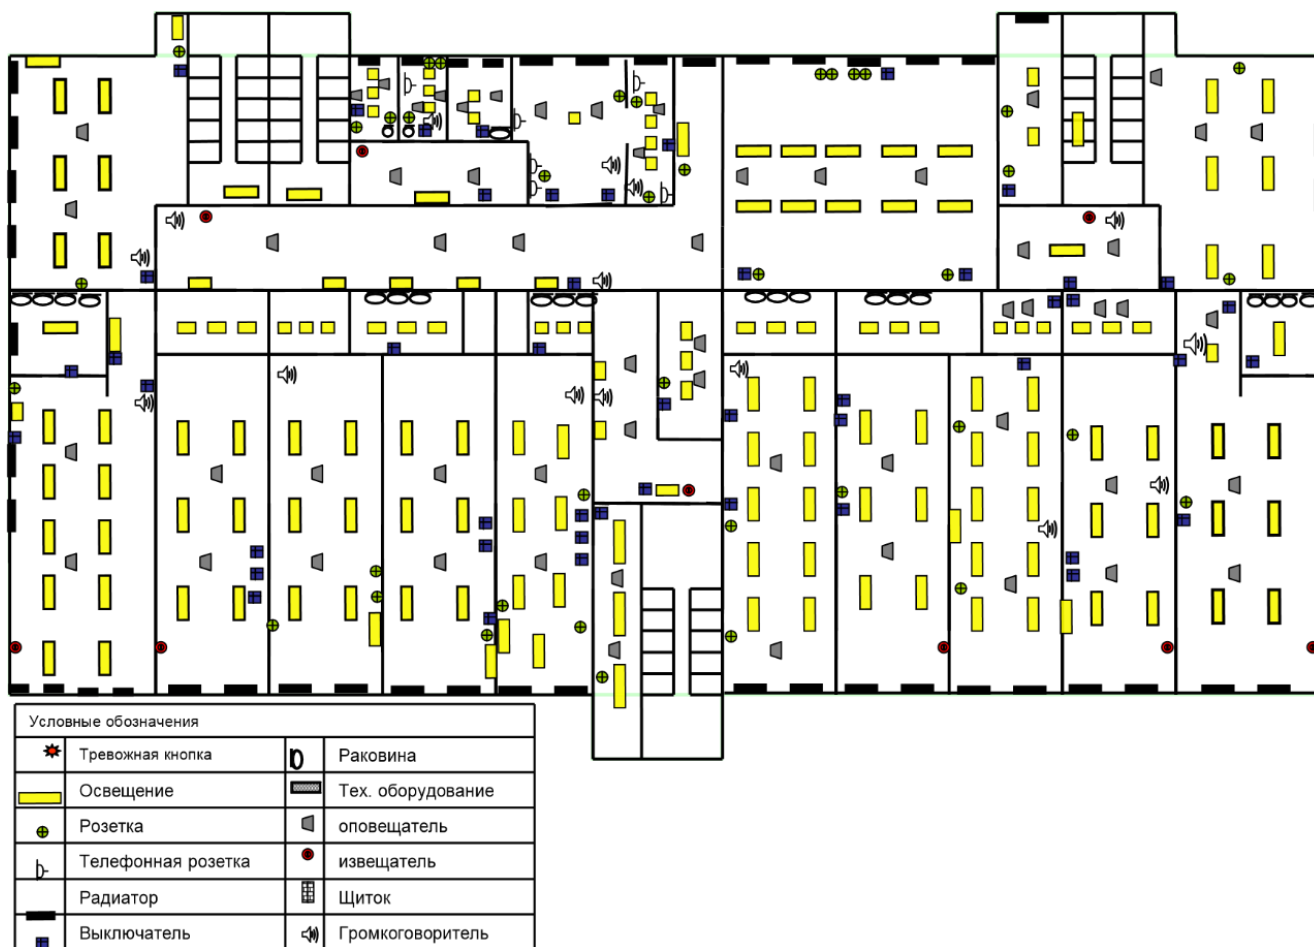 Условные обозначения
Тревожная кнопка
Раковина
Освещение
Тех. оборудование
Розетка
оповещатель
Телефонная розетка
извещатель
Радиатор
Щиток
Выключатель
Громкоговоритель